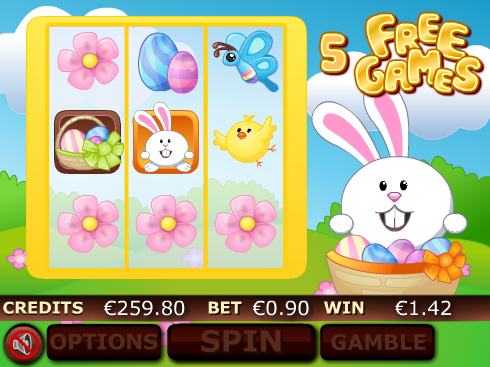 5 FREE
GAMES
CREDITS €259.80 BET €0.90 WIN €1.42
OPTIONS SPIN GAMBLE